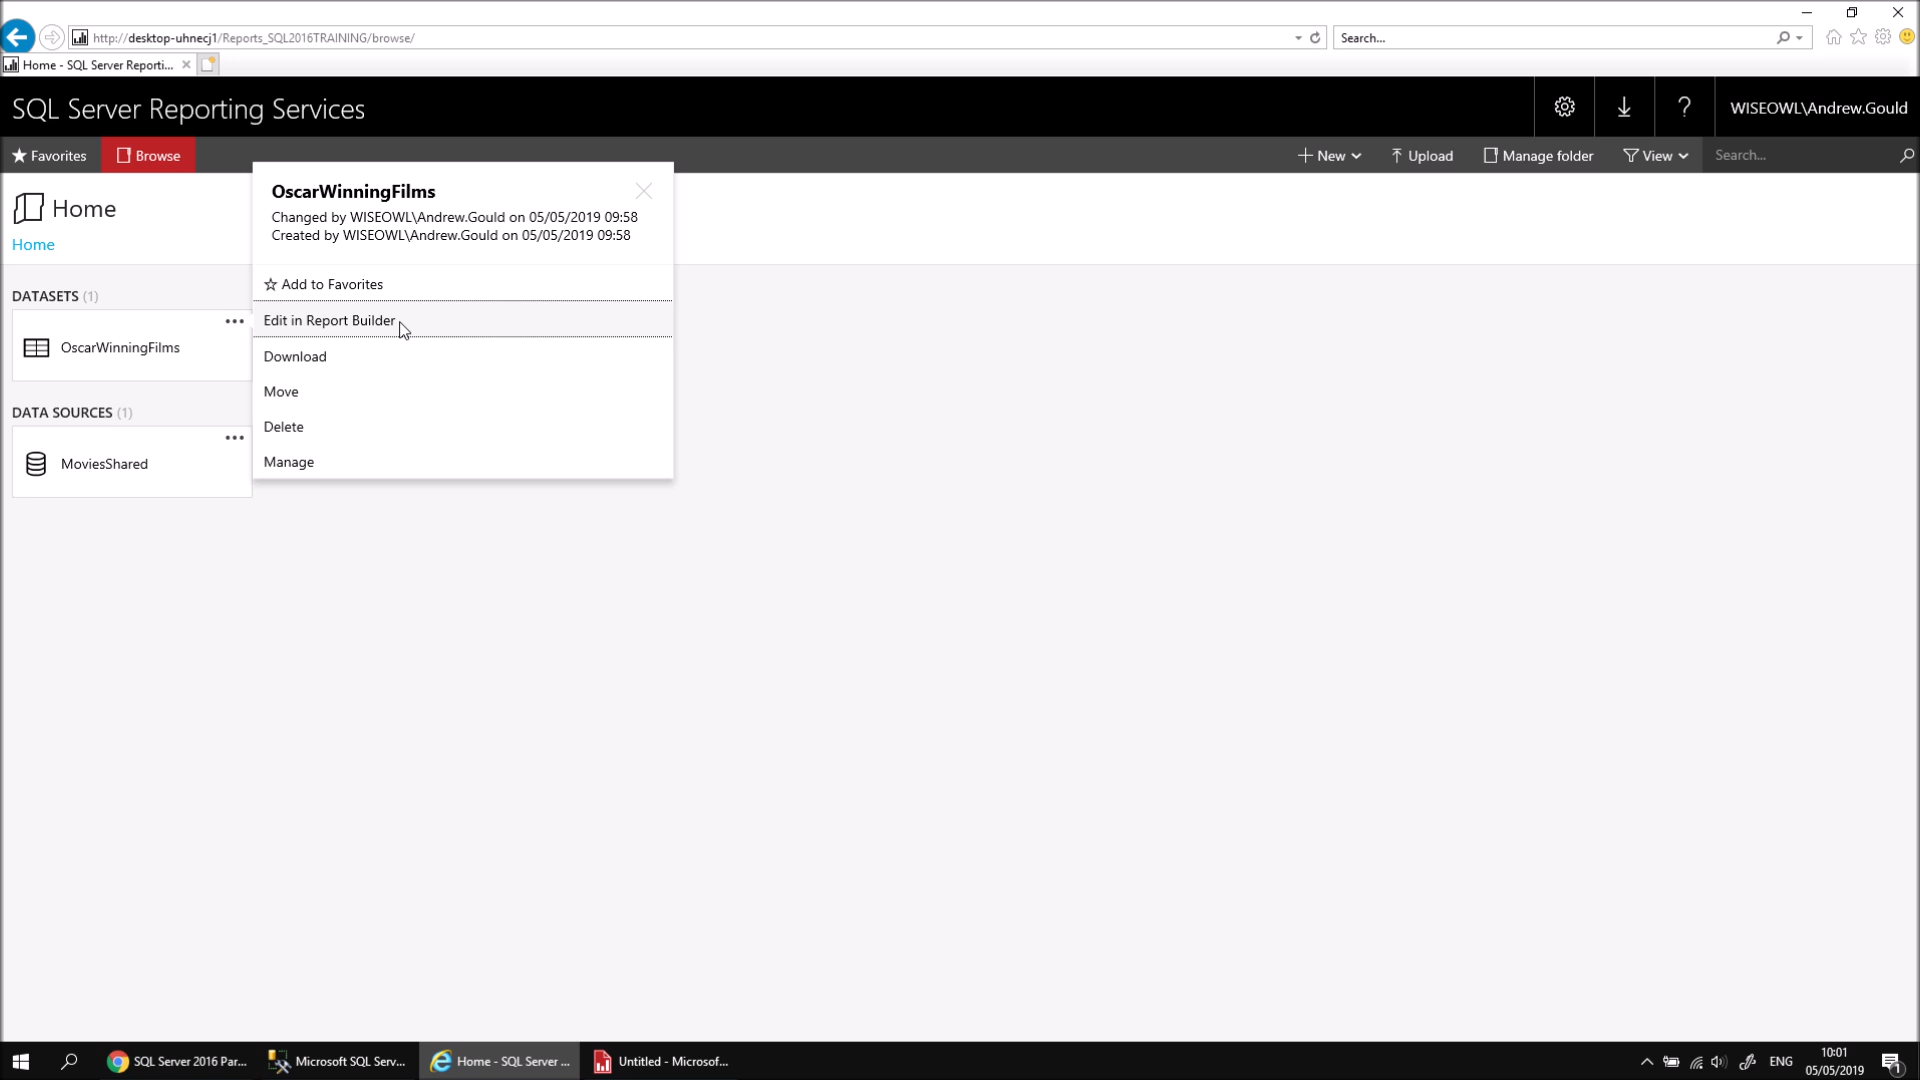 http://desktop-uhnecj1/Reports_SQL2016TRAINING/browse/
Search...
Home - SQL Server Reporti...
SQL Server Reporting Services
WISEOWL\Andrew.Gould
Favorites
Browse
New
Upload
Manage folder
View
Search...
Home
Home
OscarWinningFilms
Changed by WISEOWL\Andrew.Gould on 05/05/2019 09:58
Created by WISEOWL\Andrew.Gould on 05/05/2019 09:58
Add to Favorites
Edit in Report Builder
Download
Move
Delete
Manage
DATASETS (1)
OscarWinningFilms
DATA SOURCES (1)
MoviesShared
SQL Server 2016 Par...
Microsoft SQL Serv...
Home - SQL Server ...
Untitled - Microsof...
ENG
10:01
05/05/2019
1